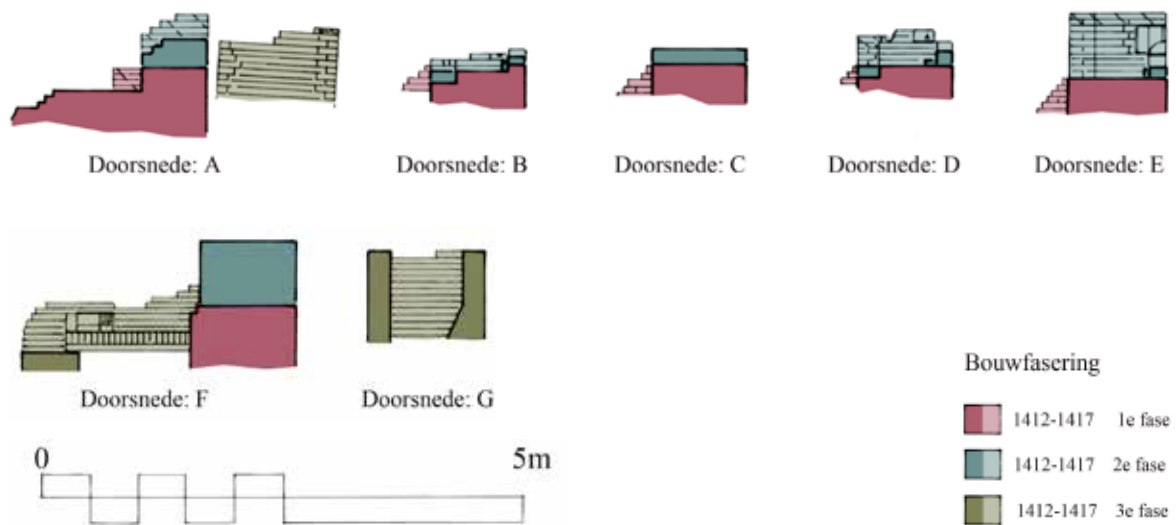 Doorsnede: A
Doorsnede: B
Doorsnede: C
Doorsnede: D
Doorsnede: E
Doorsnede: F
Doorsnede: G
0 5m
Bouwfasering
1412-1417 1e fase
1412-1417 2e fase
1412-1417 3e fase